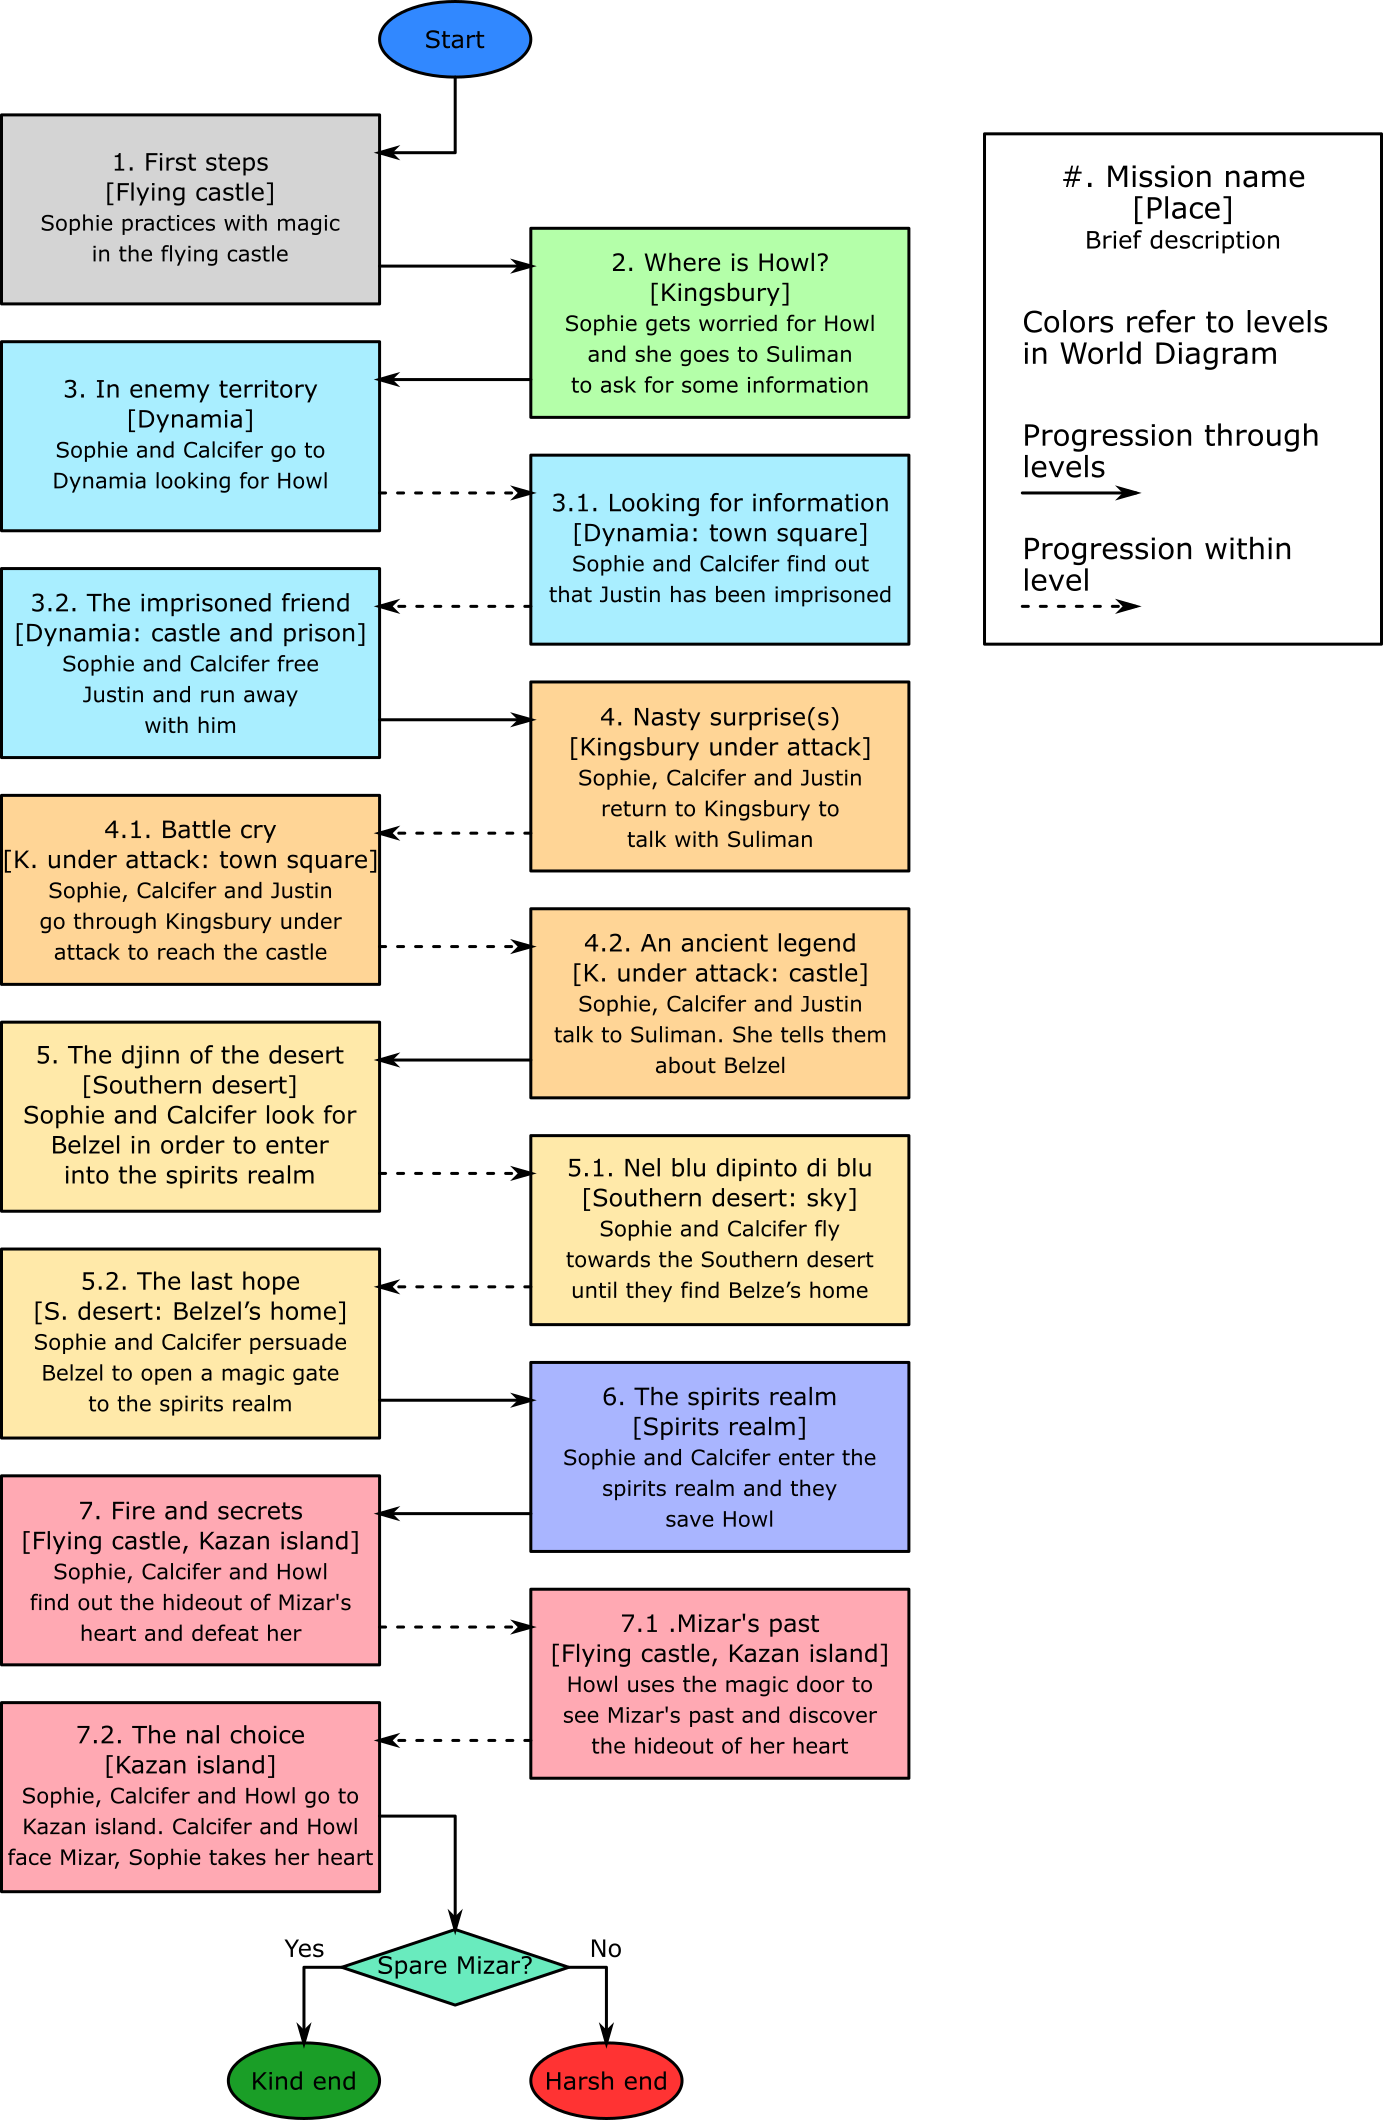 Start
1. First steps
[Flying castle]
Sophie practices with magic
in the flying castle
2. Where is Howl?
[Kingsbury]
Sophie gets worried for Howl
and she goes to Suliman
to ask for some information
3. In enemy territory
[Dynamia]
Sophie and Calcifer go to
Dynamia looking for Howl
3.1. Looking for information
[Dynamia: town square]
Sophie and Calcifer find out
that Justin has been imprisoned
3.2. The imprisoned friend
[Dynamia: castle and prison]
Sophie and Calcifer free
Justin and run away
with him
4. Nasty surprise(s)
[Kingsbury under attack]
Sophie, Calcifer and Justin
return to Kingsbury to
talk with Suliman
4.1. Battle cry
[K. under attack: town square]
Sophie, Calcifer and Justin
go through Kingsbury under
attack to reach the castle
4.2. An ancient legend
[K. under attack: castle]
Sophie, Calcifer and Justin
talk to Suliman. She tells them
about Belzel
5. The djinn of the desert
[Southern desert]
Sophie and Calcifer look for
Belzel in order to enter
into the spirits realm
5.1. Nel blu dipinto di blu
[Southern desert: sky]
Sophie and Calcifer fly
towards the Southern desert
until they find Belze’s home
5.2. The last hope
[S. desert: Belzel’s home]
Sophie and Calcifer persuade
Belzel to open a magic gate
to the spirits realm
6. The spirits realm
[Spirits realm]
Sophie and Calcifer enter the
spirits realm and they
save Howl
7. Fire and secrets
[Flying castle, Kazan island]
Sophie, Calcifer and Howl
find out the hideout of Mizar's
heart and defeat her
7.1 .Mizar's past
[Flying castle, Kazan island]
Howl uses the magic door to
see Mizar's past and discover
the hideout of her heart
7.2. The nal choice
[Kazan island]
Sophie, Calcifer and Howl go to
Kazan island. Calcifer and Howl
face Mizar, Sophie takes her heart
Spare Mizar?
Yes
No
Kind end
Harsh end
#. Mission name
[Place]
Brief description
Colors refer to levels
in World Diagram
Progression through
levels
Progression within
level